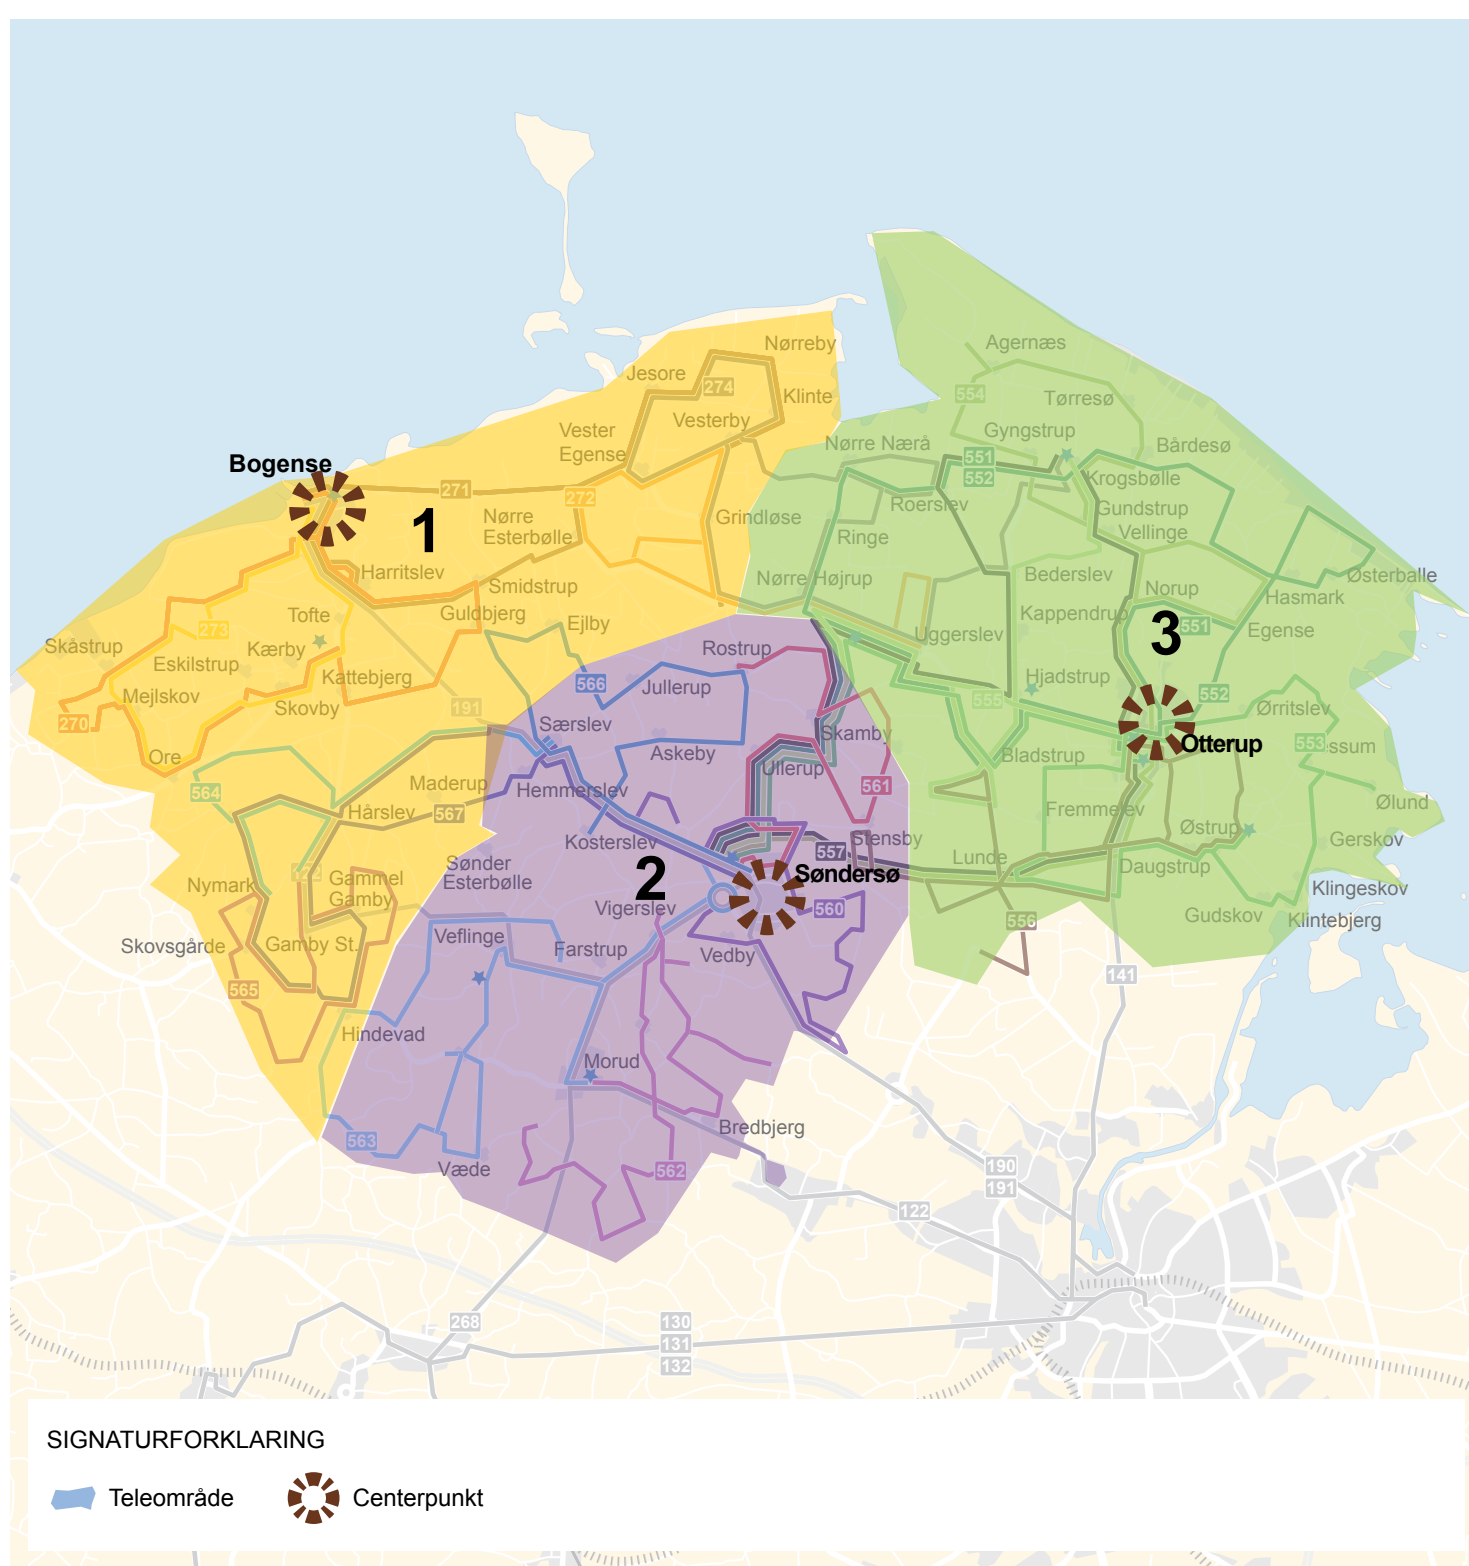 Agernæs
Nørreby
Jesore
274
Klinte
554
Tørresø
Vesterby
Vester
Egense
Gyngstrup
Nørre Nærå
Bårdesø
Bogense
551
552
Krogsbølle
271
272
1
Nørre
Esterbølle
Grindløse
Roerslev
Gundstrup
Vellinge
Ringe
Harritslev
Smidstrup
Nørre Højrup
Bederslev
Norup
Østerballe
Hasmark
Tofte
Guldbjerg
Ejlby
Kappendrup
3
551
Egense
273
Skåstrup
Eskilstrup
Kærby
Rostrup
Uggerslev
Kattebjerg
566
Jullerup
Hjadstrup
Mejlskov
Skovby
191
555
552
Ørritslev
270
Særslev
Skamby
Otterup
553
ssum
Ore
Askeby
Ullerup
Bladstrup
564
Maderup
Hemmerslev
561
Hårslev
567
Fremmelev
Ølund
Kosterslev
Stensby
Østrup
Gerskov
557
Sønder
Esterbølle
2
Søndersø
Lunde
Daugstrup
Nymark
Gammel
Gamby
Klingeskov
Vigerslev
560
556
Gudskov
Klintebjerg
Skovsgårde
Gamby St.
Veflinge
Farstrup
Vedby
141
565
Hindevad
Morud
Bredbjerg
563
Væde
562
190
191
122
268
130
131
132
SIGNATURFORKLARING
Teleområde
Centerpunkt